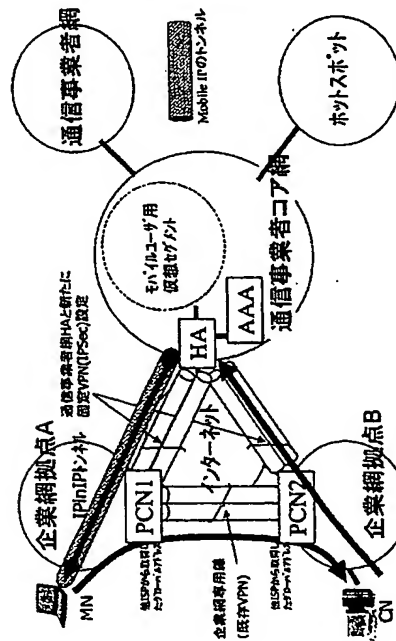 企業網拠点A
IPinIPトンネル
通信事業者網HAと新たに
固定VPN(IPSec)設定
通信事業者網
Mobile IPのトンネル
モバイルユーザ用
仮想セグメント
MN
PCN1
HA
AAA
インターネット
通信事業者コア網
企業網専用線
(既存VPN)
PCN2
ホットスポット
企業網拠点B
CN